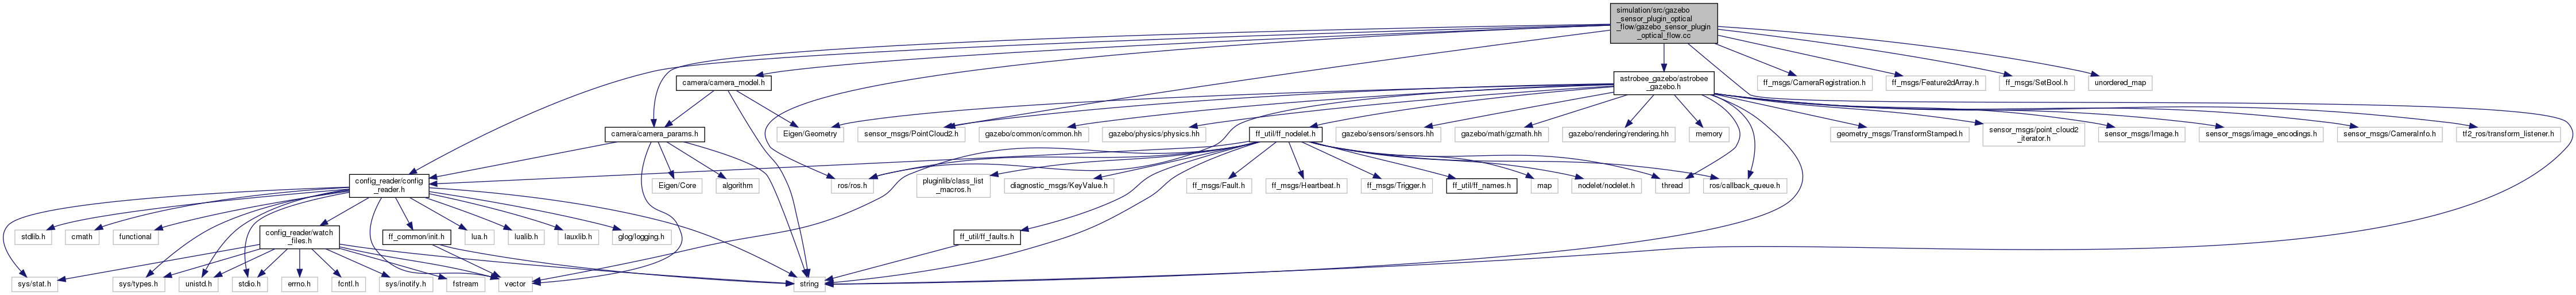 simulation/src/gazebo
_sensor_plugin_optical
_flow/gazebo_sensor_plugin
_optical_flow.cc
camera/camera_model.h
astrobee_gazebo/astrobee
_gazebo.h
ff_msgs/CameraRegistration.h
ff_msgs/Feature2dArray.h
ff_msgs/SetBool.h
unordered_map
camera/camera_params.h
Eigen/Geometry
sensor_msgs/PointCloud2.h
gazebo/common/common.hh
gazebo/physics/physics.hh
ff_util/ff_nodelet.h
gazebo/sensors/sensors.hh
gazebo/math/gzmath.hh
gazebo/rendering/rendering.hh
memory
geometry_msgs/TransformStamped.h
sensor_msgs/point_cloud2
_iterator.h
sensor_msgs/Image.h
sensor_msgs/image_encodings.h
sensor_msgs/CameraInfo.h
tf2_ros/transform_listener.h
config_reader/config
_reader.h
Eigen/Core
algorithm
ros/ros.h
pluginlib/class_list
_macros.h
diagnostic_msgs/KeyValue.h
ff_msgs/Fault.h
ff_msgs/Heartbeat.h
ff_msgs/Trigger.h
ff_util/ff_names.h
map
nodelet/nodelet.h
thread
ros/callback_queue.h
stdlib.h
cmath
functional
config_reader/watch
_files.h
ff_common/init.h
lua.h
lualib.h
lauxlib.h
glog/logging.h
ff_util/ff_faults.h
sys/stat.h
sys/types.h
unistd.h
stdio.h
errno.h
fcntl.h
sys/inotify.h
fstream
vector
string